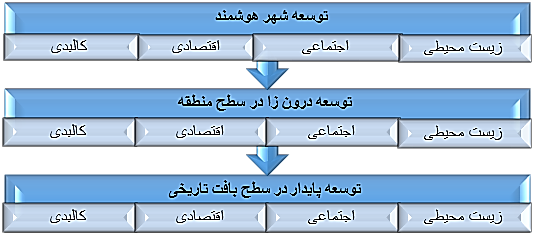 توسعه شهر هوشمند
زیست محیطی اجتماعی اقتصادی کالبدی
توسعه درون زا در سطح منطقه
زیست محیطی اجتماعی اقتصادی کالبدی
توسعه پایدار در سطح بافت تاریخی
زیست محیطی اجتماعی اقتصادی کالبدی